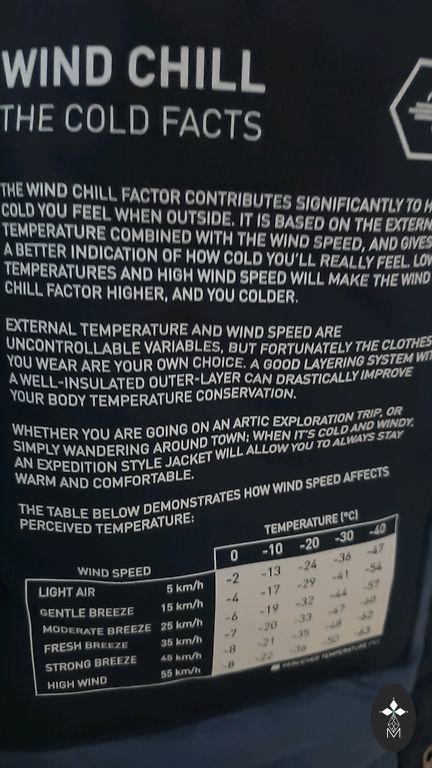 WIND CHILL
THE COLD FACTS
THE WIND CHILL FACTOR CONTRIBUTES SIGNIFICANTLY TO
COLD YOU FEEL WHEN OUTSIDE. IT IS BASED ON THE
TEMPERATURE COMBINED WITH THE WIND SPEED, AND GIVES
A BETTER INDICATION OF HOW COLD YOU'LL REALLY FEEL.
TEMPERATURES AND HIGH WIND SPEED WILL MAKE THE WIND
CHILL FACTOR HIGHER, AND YOU COLDER.
EXTERNAL TEMPERATURE AND WIND SPEED ARE
UNCONTROLLABLE VARIABLES, BUT FORTUNATELY THE CLOTHES
YOU WEAR ARE YOUR OWN CHOICE. A GOOD LAYERING SYSTEM
A WELL-INSULATED OUTER-LAYER CAN DRASTICALLY IMPROVE
YOUR BODY TEMPERATURE CONSERVATION.
WHETHER YOU ARE GOING ON AN ARTIC EXPLORATION TRIP, OR
SIMPLY WANDERING AROUND TOWN; WHEN IT'S COLD AND WINDY,
AN EXPEDITION STYLE JACKET WILL ALLOW YOU TO ALWAYS STAY
WARM AND COMFORTABLE.
THE TABLE BELOW DEMONSTRATES HOW WIND SPEED AFFECTS
PERCEIVED TEMPERATURE:
TEMPERATURE (°C)
WIND SPEED 0 -10 -20 -30 -40
LIGHT AIR 5 km/h -2 -13 -24 -36 -47
GENTLE BREEZE 15 km/h -4 -17 -29 -41 -54
MODERATE BREEZE 25 km/h -6 -19 -32 -44 -57
FRESH BREEZE 35 km/h -7 -20 -33 -47 -60
STRONG BREEZE 45 km/h -8 -21 -35 -48 -62
HIGH WIND 55 km/h -8 -22 -36 -50 -63
PERCEIVED TEMPERATURE (°C)